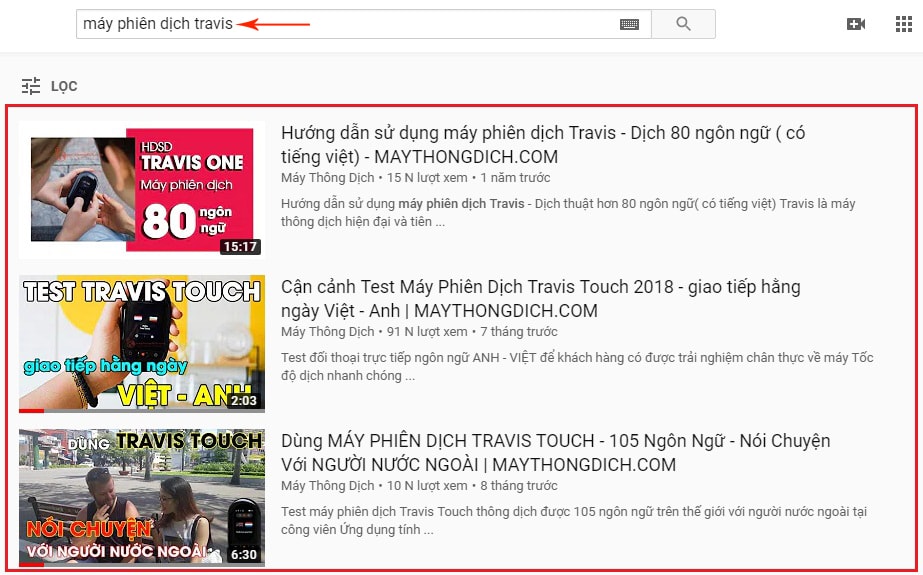 máy phiên dịch travis
LỌC
HDSD
TRAVIS ONE
Máy phiên dịch
80 ngôn
ngữ
15:17
Hướng dẫn sử dụng máy phiên dịch Travis - Dịch 80 ngôn ngữ ( có
tiếng việt) - MAYTHONGDICH.COM
Máy Thông Dịch • 15 N lượt xem • 1 năm trước
Hướng dẫn sử dụng máy phiên dịch Travis - Dịch thuật hơn 80 ngôn ngữ( có tiếng việt) Travis là máy
thông dịch hiện đại và tiên ...
TEST TRAVIS TOUCH
giao tiếp hằng ngày
VIỆT - ANH
2:03
Cận cảnh Test Máy Phiên Dịch Travis Touch 2018 - giao tiếp hằng
ngày Việt - Anh | MAYTHONGDICH.COM
Máy Thông Dịch • 91 N lượt xem • 7 tháng trước
Test đối thoại trực tiếp ngôn ngữ ANH - VIỆT để khách hàng có được trải nghiệm chân thực về máy Tốc
độ dịch nhanh chóng ...
DÙNG TRAVIS TOUCH
NÓI CHUYỆN
VỚI NGƯỜI NƯỚC NGOÀI
6:30
Dùng MÁY PHIÊN DỊCH TRAVIS TOUCH - 105 Ngôn Ngữ - Nói Chuyện
Với NGƯỜI NƯỚC NGOÀI | MAYTHONGDICH.COM
Máy Thông Dịch • 10 N lượt xem • 8 tháng trước
Test máy phiên dịch Travis Touch thông dịch được 105 ngôn ngữ trên thế giới với người nước ngoài tại
công viên Ứng dụng tính ...